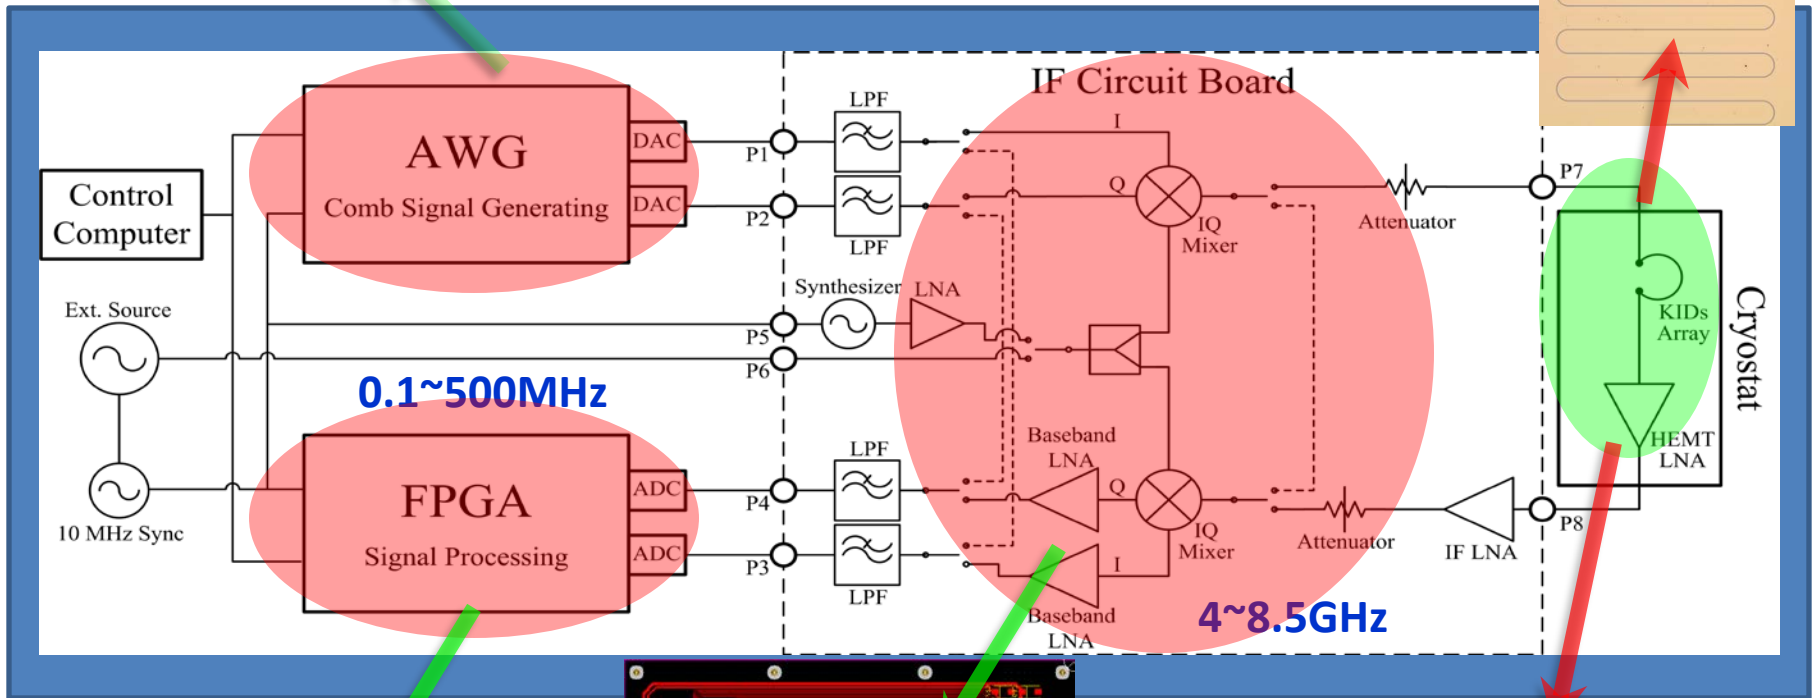 IF Circuit Board
LPF
I
AWG
DAC
P1
P7
Control
Computer
Comb Signal Generating
DAC
P2
Q
IQ
Mixer
Attenuator
LPF
Synthesizer
LNA
Ext. Source
P5
KIDs
Array
Cryostat
P6
0.1~500MHz
LPF
Baseband
LNA
HEMT
LNA
FPGA
ADC
P4
Q
10 MHz Sync
Signal Processing
ADC
P3
IQ
Mixer
Attenuator
IF LNA
P8
I
LPF
Baseband
LNA
4~8.5GHz